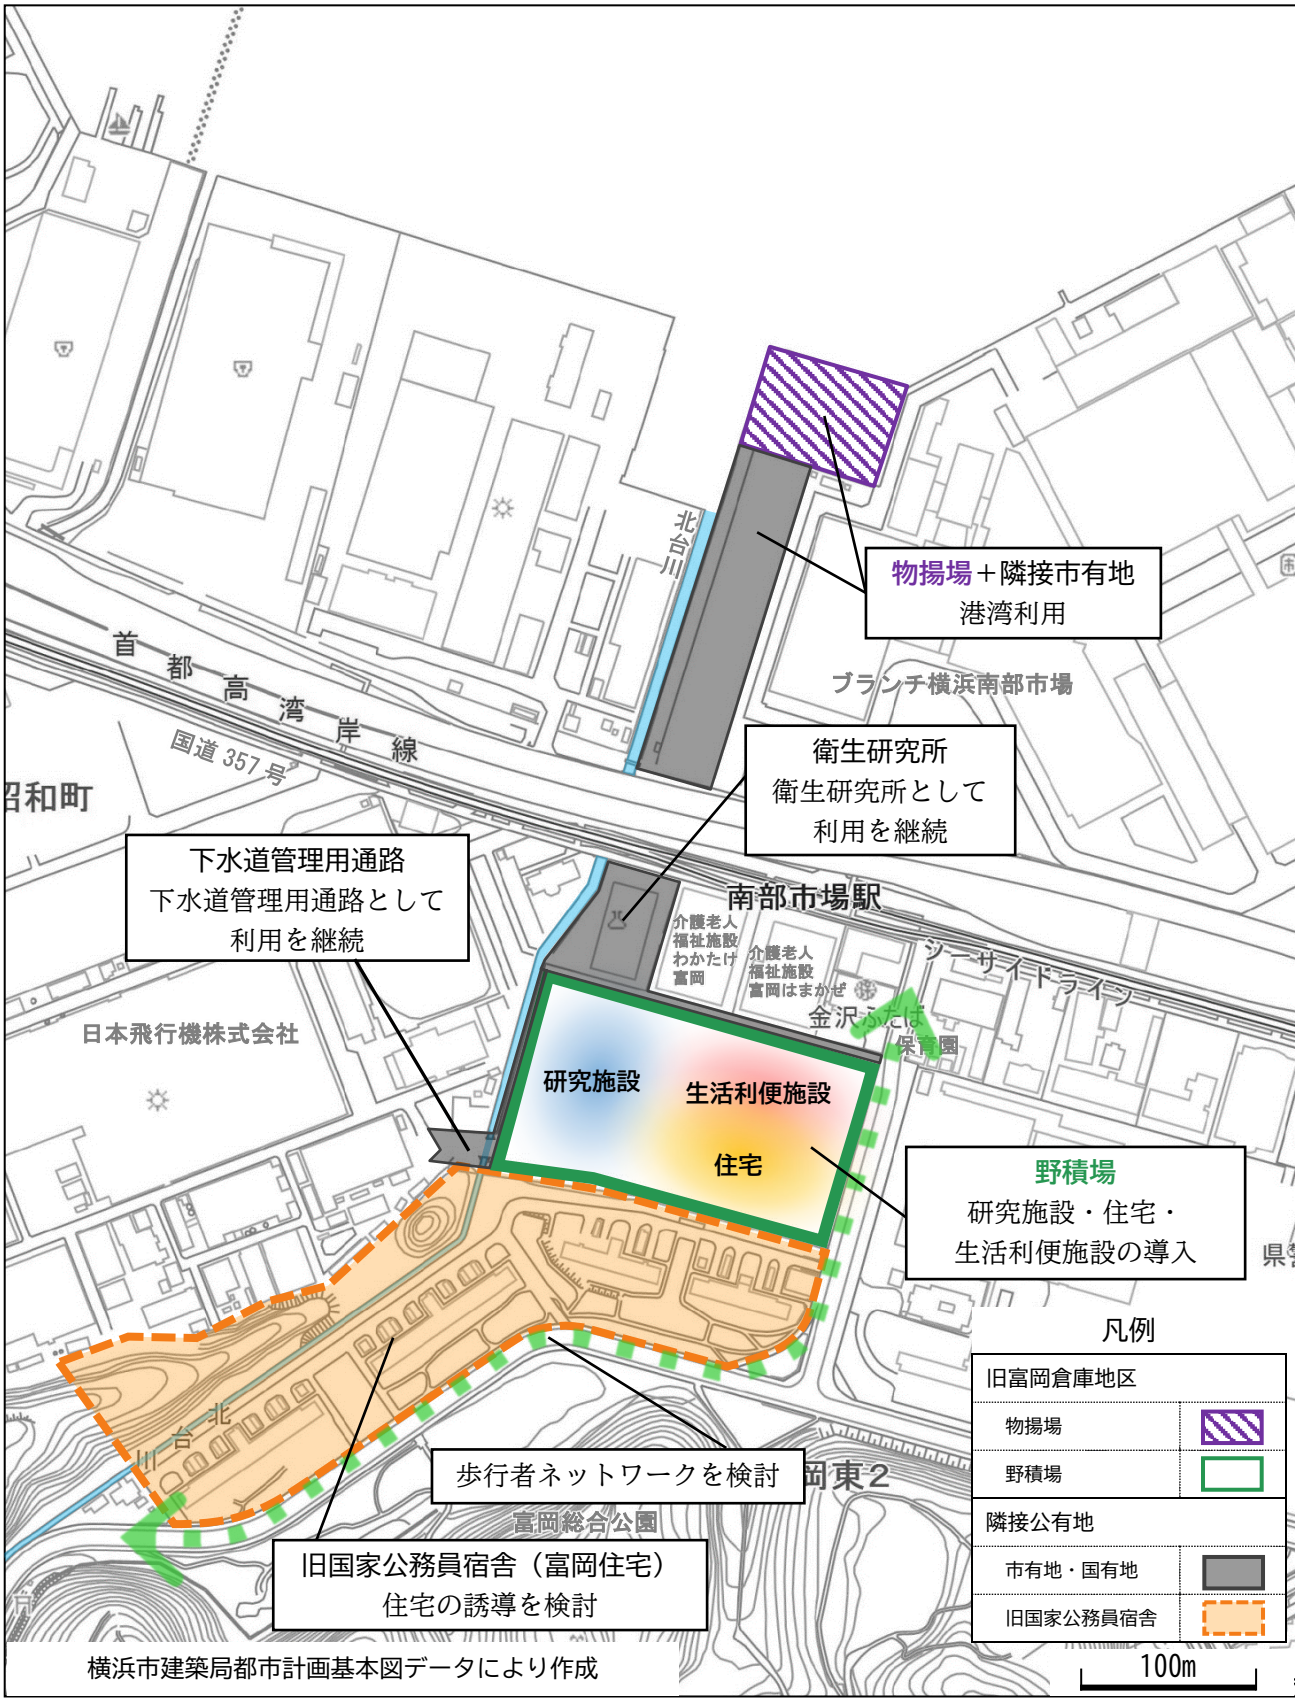 北台川
物揚場＋隣接市有地
港湾利用
ブランチ横浜南部市場
首都高湾岸線
国道 357号
昭和町
衛生研究所
衛生研究所として
利用を継続
下水道管理用通路
下水道管理用通路として
利用を継続
南部市場駅
シーサイドライン
介護老人
福祉施設
わかたけ
富岡
介護老人
福祉施設
富岡はまかぜ
金沢ふたば
保育園
日本飛行機株式会社
研究施設
生活利便施設
住宅
野積場
研究施設・住宅・
生活利便施設の導入
県営
北台川
歩行者ネットワークを検討
岡東2
富岡総合公園
旧国家公務員宿舎（富岡住宅）
住宅の誘導を検討
凡例
旧富岡倉庫地区
物揚場
野積場
隣接公有地
市有地・国有地
旧国家公務員宿舎
横浜市建築局都市計画基本図データにより作成
100m